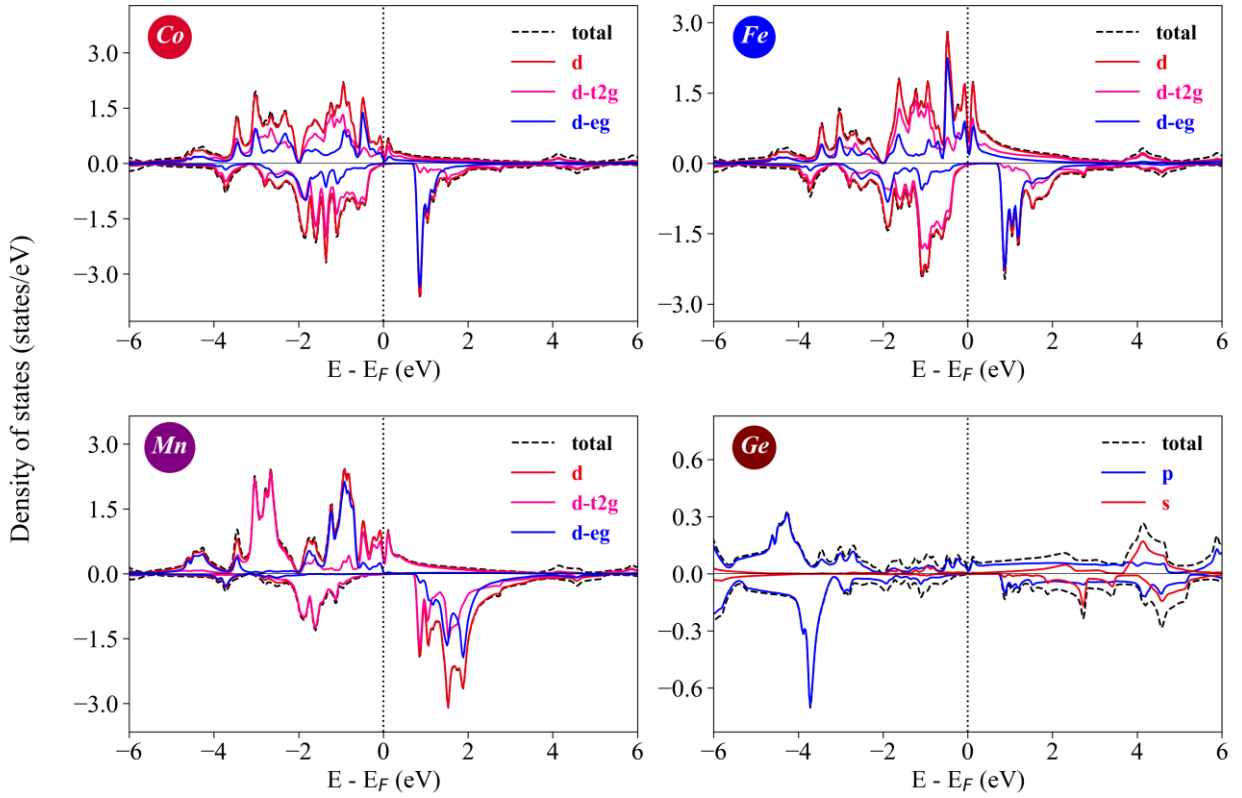 Density of states (states/eV)
Co
total
d
d-t2g
d-eg
3.0
1.5
0.0
−1.5
−3.0
−6 −4 −2 0 2 4 6
E - E_F (eV)
Fe
total
d
d-t2g
d-eg
3.0
1.5
0.0
−1.5
−3.0
−6 −4 −2 0 2 4 6
E - E_F (eV)
Mn
total
d
d-t2g
d-eg
3.0
1.5
0.0
−1.5
−3.0
−6 −4 −2 0 2 4 6
E - E_F (eV)
Ge
total
p
s
0.6
0.3
0.0
−0.3
−0.6
−6 −4 −2 0 2 4 6
E - E_F (eV)